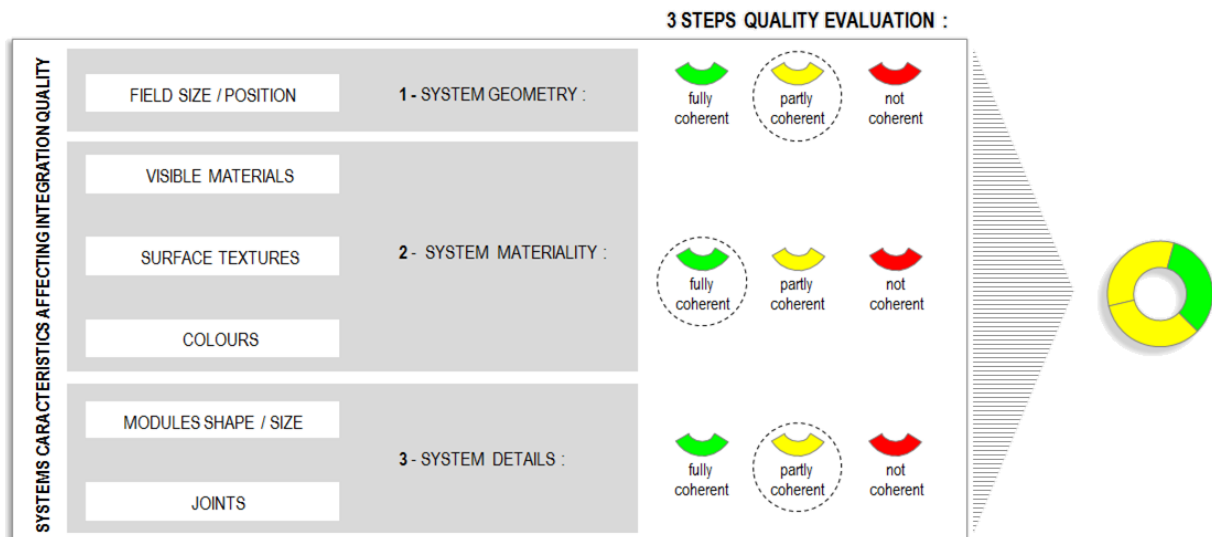 3 STEPS QUALITY EVALUATION :
SYSTEMS CARACTERISTICS AFFECTING INTEGRATION QUALITY
FIELD SIZE / POSITION
1 - SYSTEM GEOMETRY :
fully
coherent
partly
coherent
not
coherent
VISIBLE MATERIALS
SURFACE TEXTURES
COLOURS
2 - SYSTEM MATERIALITY :
fully
coherent
partly
coherent
not
coherent
MODULES SHAPE / SIZE
JOINTS
3 - SYSTEM DETAILS :
fully
coherent
partly
coherent
not
coherent